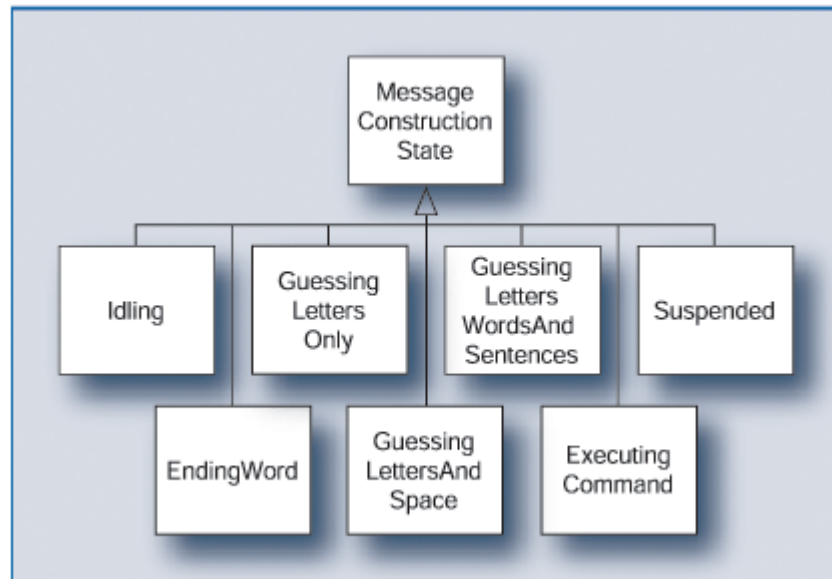 Message
Construction
State
Idling
Guessing
Letters
Only
Guessing
Letters
WordsAnd
Sentences
Suspended
EndingWord
Guessing
LettersAnd
Space
Executing
Command